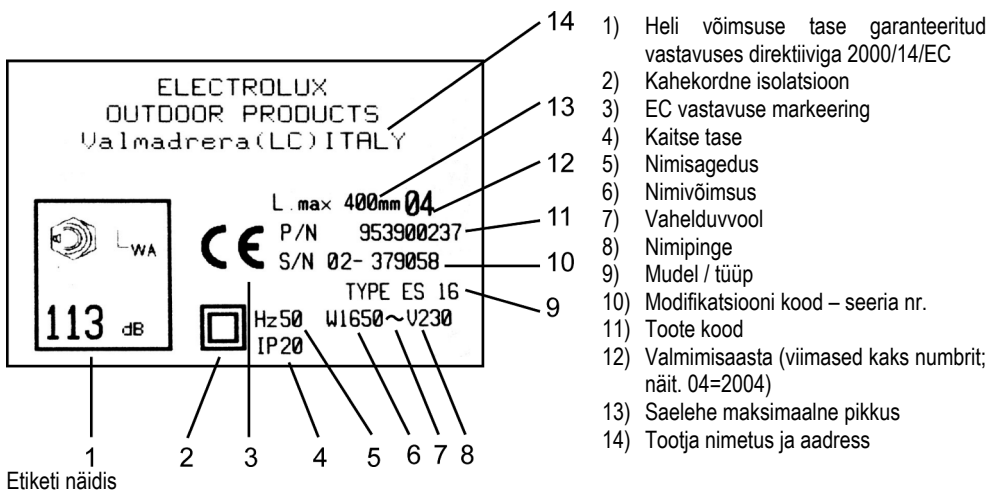 ELECTROLUX
OUTDOOR PRODUCTS
Valmadrera(LC)ITALY
L.max 400mm 04
P/N 953900237
S/N 02-379058
TYPE ES 16
Hz50 W1650~V230
IP20
LWA
113 dB
CE
14
13
12
11
10
9
1 2 3 4 5 6 7 8
Etiketi näidis
1) Heli võimsuse tase garanteeritud
vastavuses direktiiviga 2000/14/EC
2) Kahekordne isolatsioon
3) EC vastavuse markeering
4) Kaitse tase
5) Nimisagedus
6) Nimivõimsus
7) Vahelduvvool
8) Nimipinge
9) Mudel / tüüp
10) Modifikatsiooni kood – seeria nr.
11) Toote kood
12) Valmimisaasta (viimased kaks numbrit;
näit. 04=2004)
13) Saelehe maksimaalne pikkus
14) Tootja nimetus ja aadress